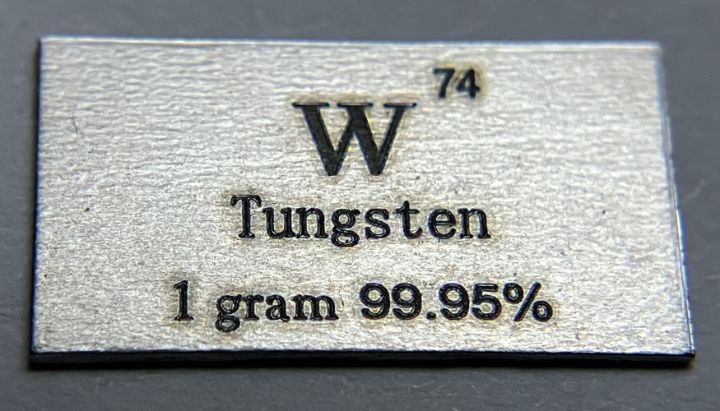 74
W
Tungsten
1 gram 99.95%